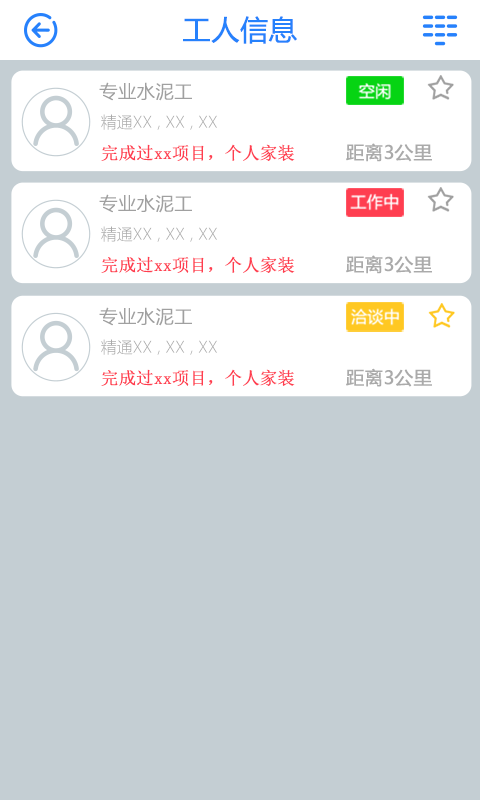 工人信息
专业水泥工
空闲
精通XX , XX , XX
完成过xx项目，个人家装
距离3公里
专业水泥工
工作中
精通XX , XX , XX
完成过xx项目，个人家装
距离3公里
专业水泥工
洽谈中
精通XX , XX , XX
完成过xx项目，个人家装
距离3公里